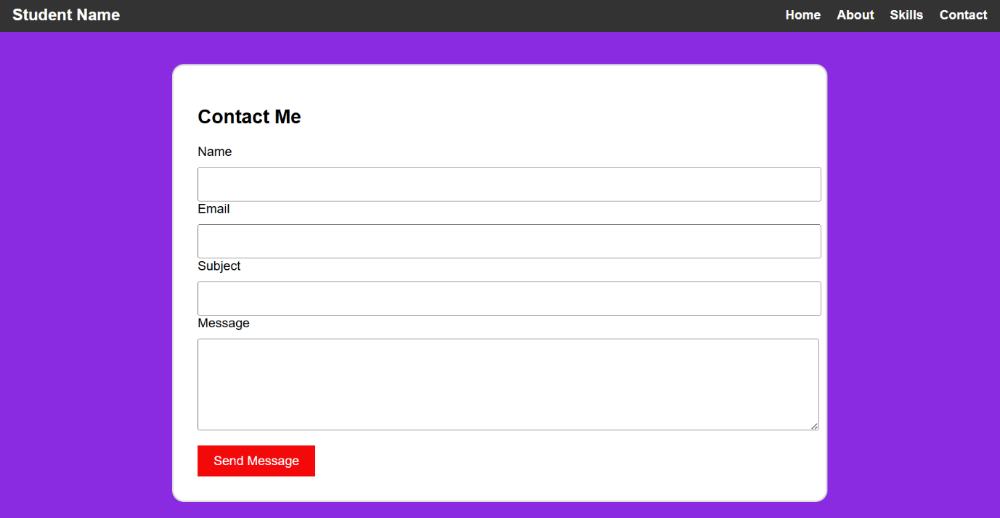 Student Name
Home About Skills Contact
Contact Me
Name
Email
Subject
Message
Send Message